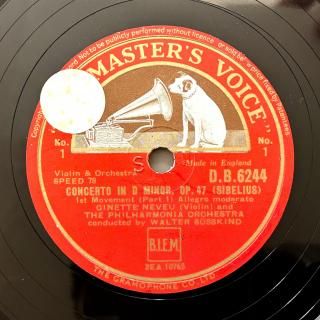 MASTER'S VOICE"
No. 1
No. 1
S
Made in England
Violin & Orchestra
SPEED 78
D.B.6244
CONCERTO IN D MINOR, OP. 47 (SIBELIUS)
1st Movement (Part 1) Allegro moderato
GINETTE NEVEU (Violin) and
THE PHILHARMONIA ORCHESTRA
conducted by WALTER SÜSSKIND
B.I.E.M
2EA 10765
THE GRAMOPHONE CO. LTD